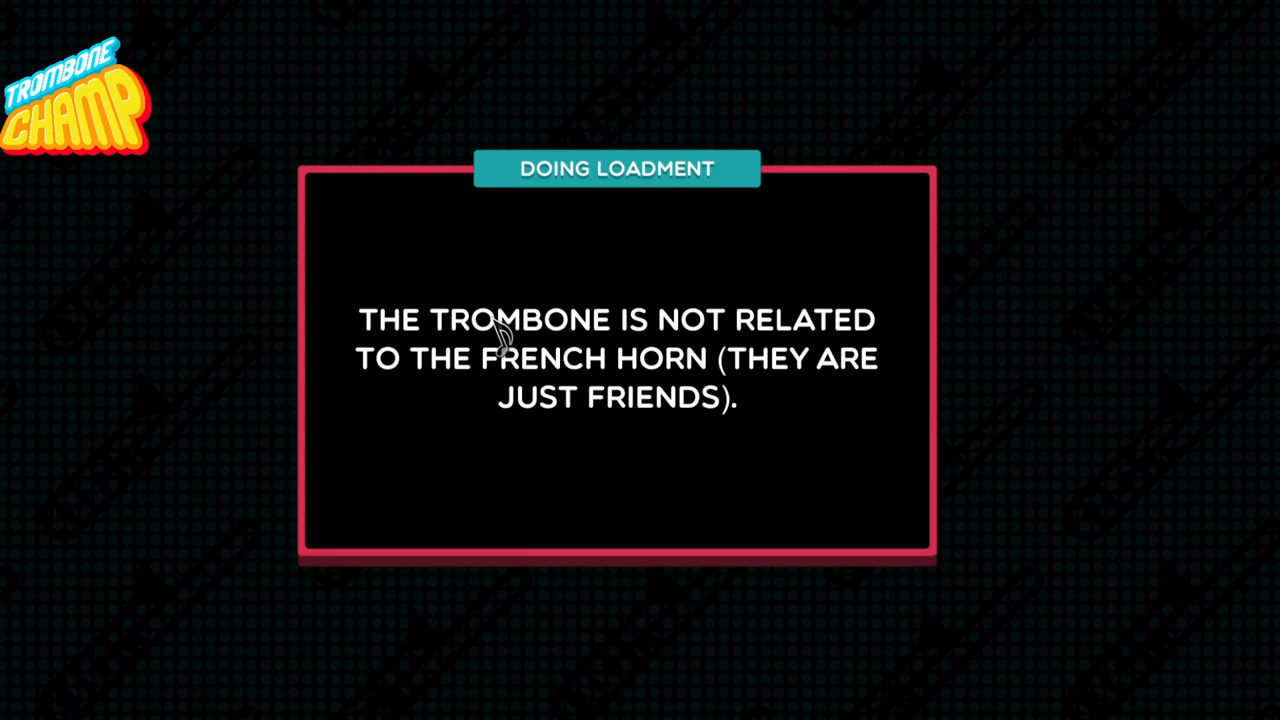 TROMBONE
CHAMP
DOING LOADMENT
THE TROMBONE IS NOT RELATED
TO THE FRENCH HORN (THEY ARE
JUST FRIENDS).